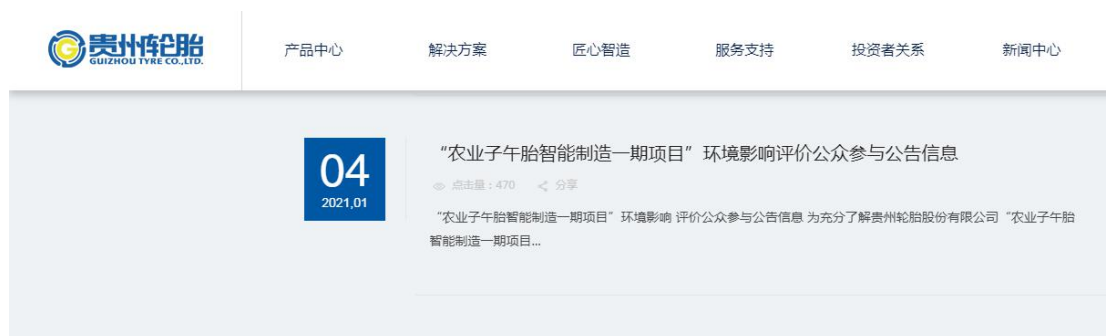 贵州轮胎
GUIZHOU TYRE CO.,LTD.
产品中心
解决方案
匠心智造
服务支持
投资者关系
新闻中心
04
2021,01
“农业子午胎智能制造一期项目”环境影响评价公众参与公告信息
点击量：470
分享
“农业子午胎智能制造一期项目”环境影响 评价公众参与公告信息 为充分了解贵州轮胎股份有限公司“农业子午胎
智能制造一期项目...